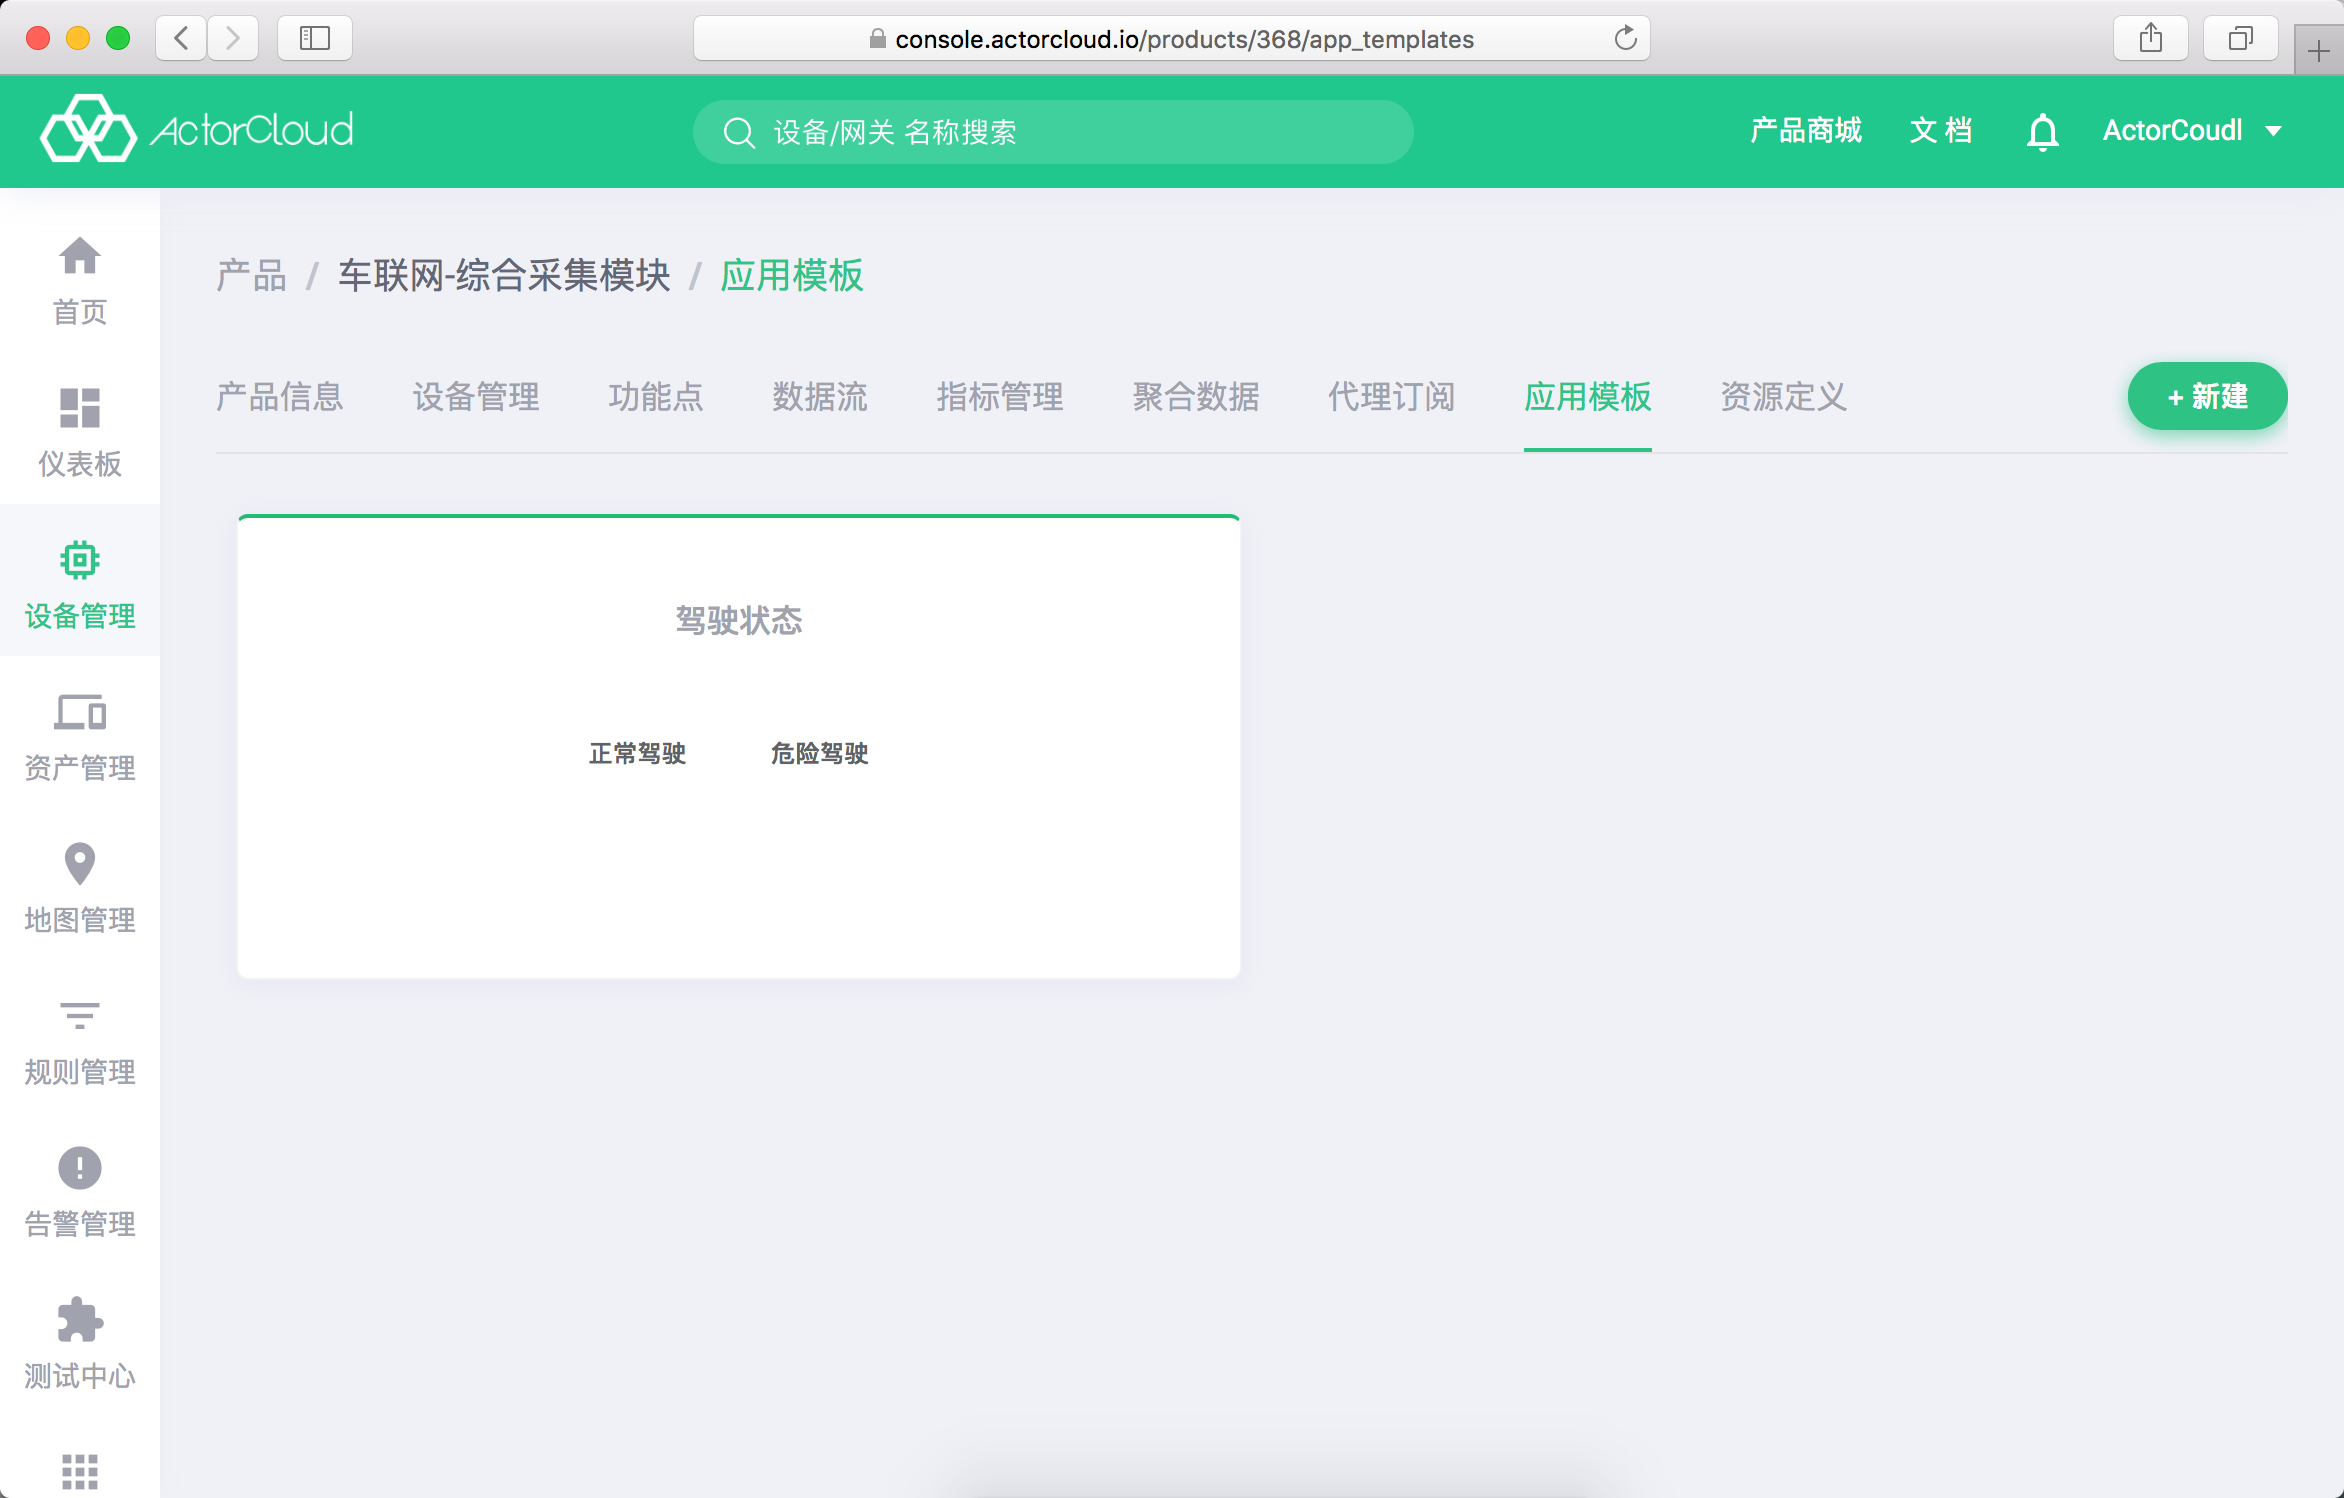 console.actorcloud.io/products/368/app_templates
ActorCloud
设备/网关 名称搜索
产品商城
文 档
ActorCoudl
首页
仪表板
设备管理
资产管理
地图管理
规则管理
告警管理
测试中心
产品 / 车联网-综合采集模块 / 应用模板
产品信息 设备管理 功能点 数据流 指标管理 聚合数据 代理订阅 应用模板 资源定义
+ 新建
驾驶状态
正常驾驶 危险驾驶